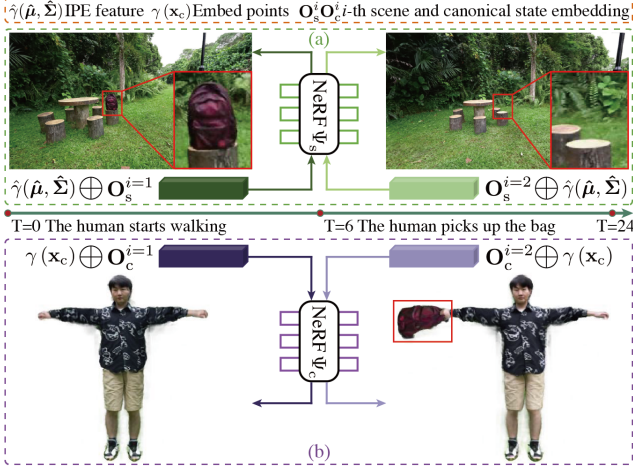 γ̂(μ̂, Σ̂) IPE feature γ(x_c) Embed points O_s^i O_c^i i-th scene and canonical state embedding
(a)
NeRF Ψ_s
γ̂(μ̂, Σ̂) ⊕ O_s^{i=1}
O_s^{i=2} ⊕ γ̂(μ̂, Σ̂)
T=0 The human starts walking
T=6 The human picks up the bag
T=24
γ(x_c) ⊕ O_c^{i=1}
O_c^{i=2} ⊕ γ(x_c)
NeRF Ψ_c
(b)